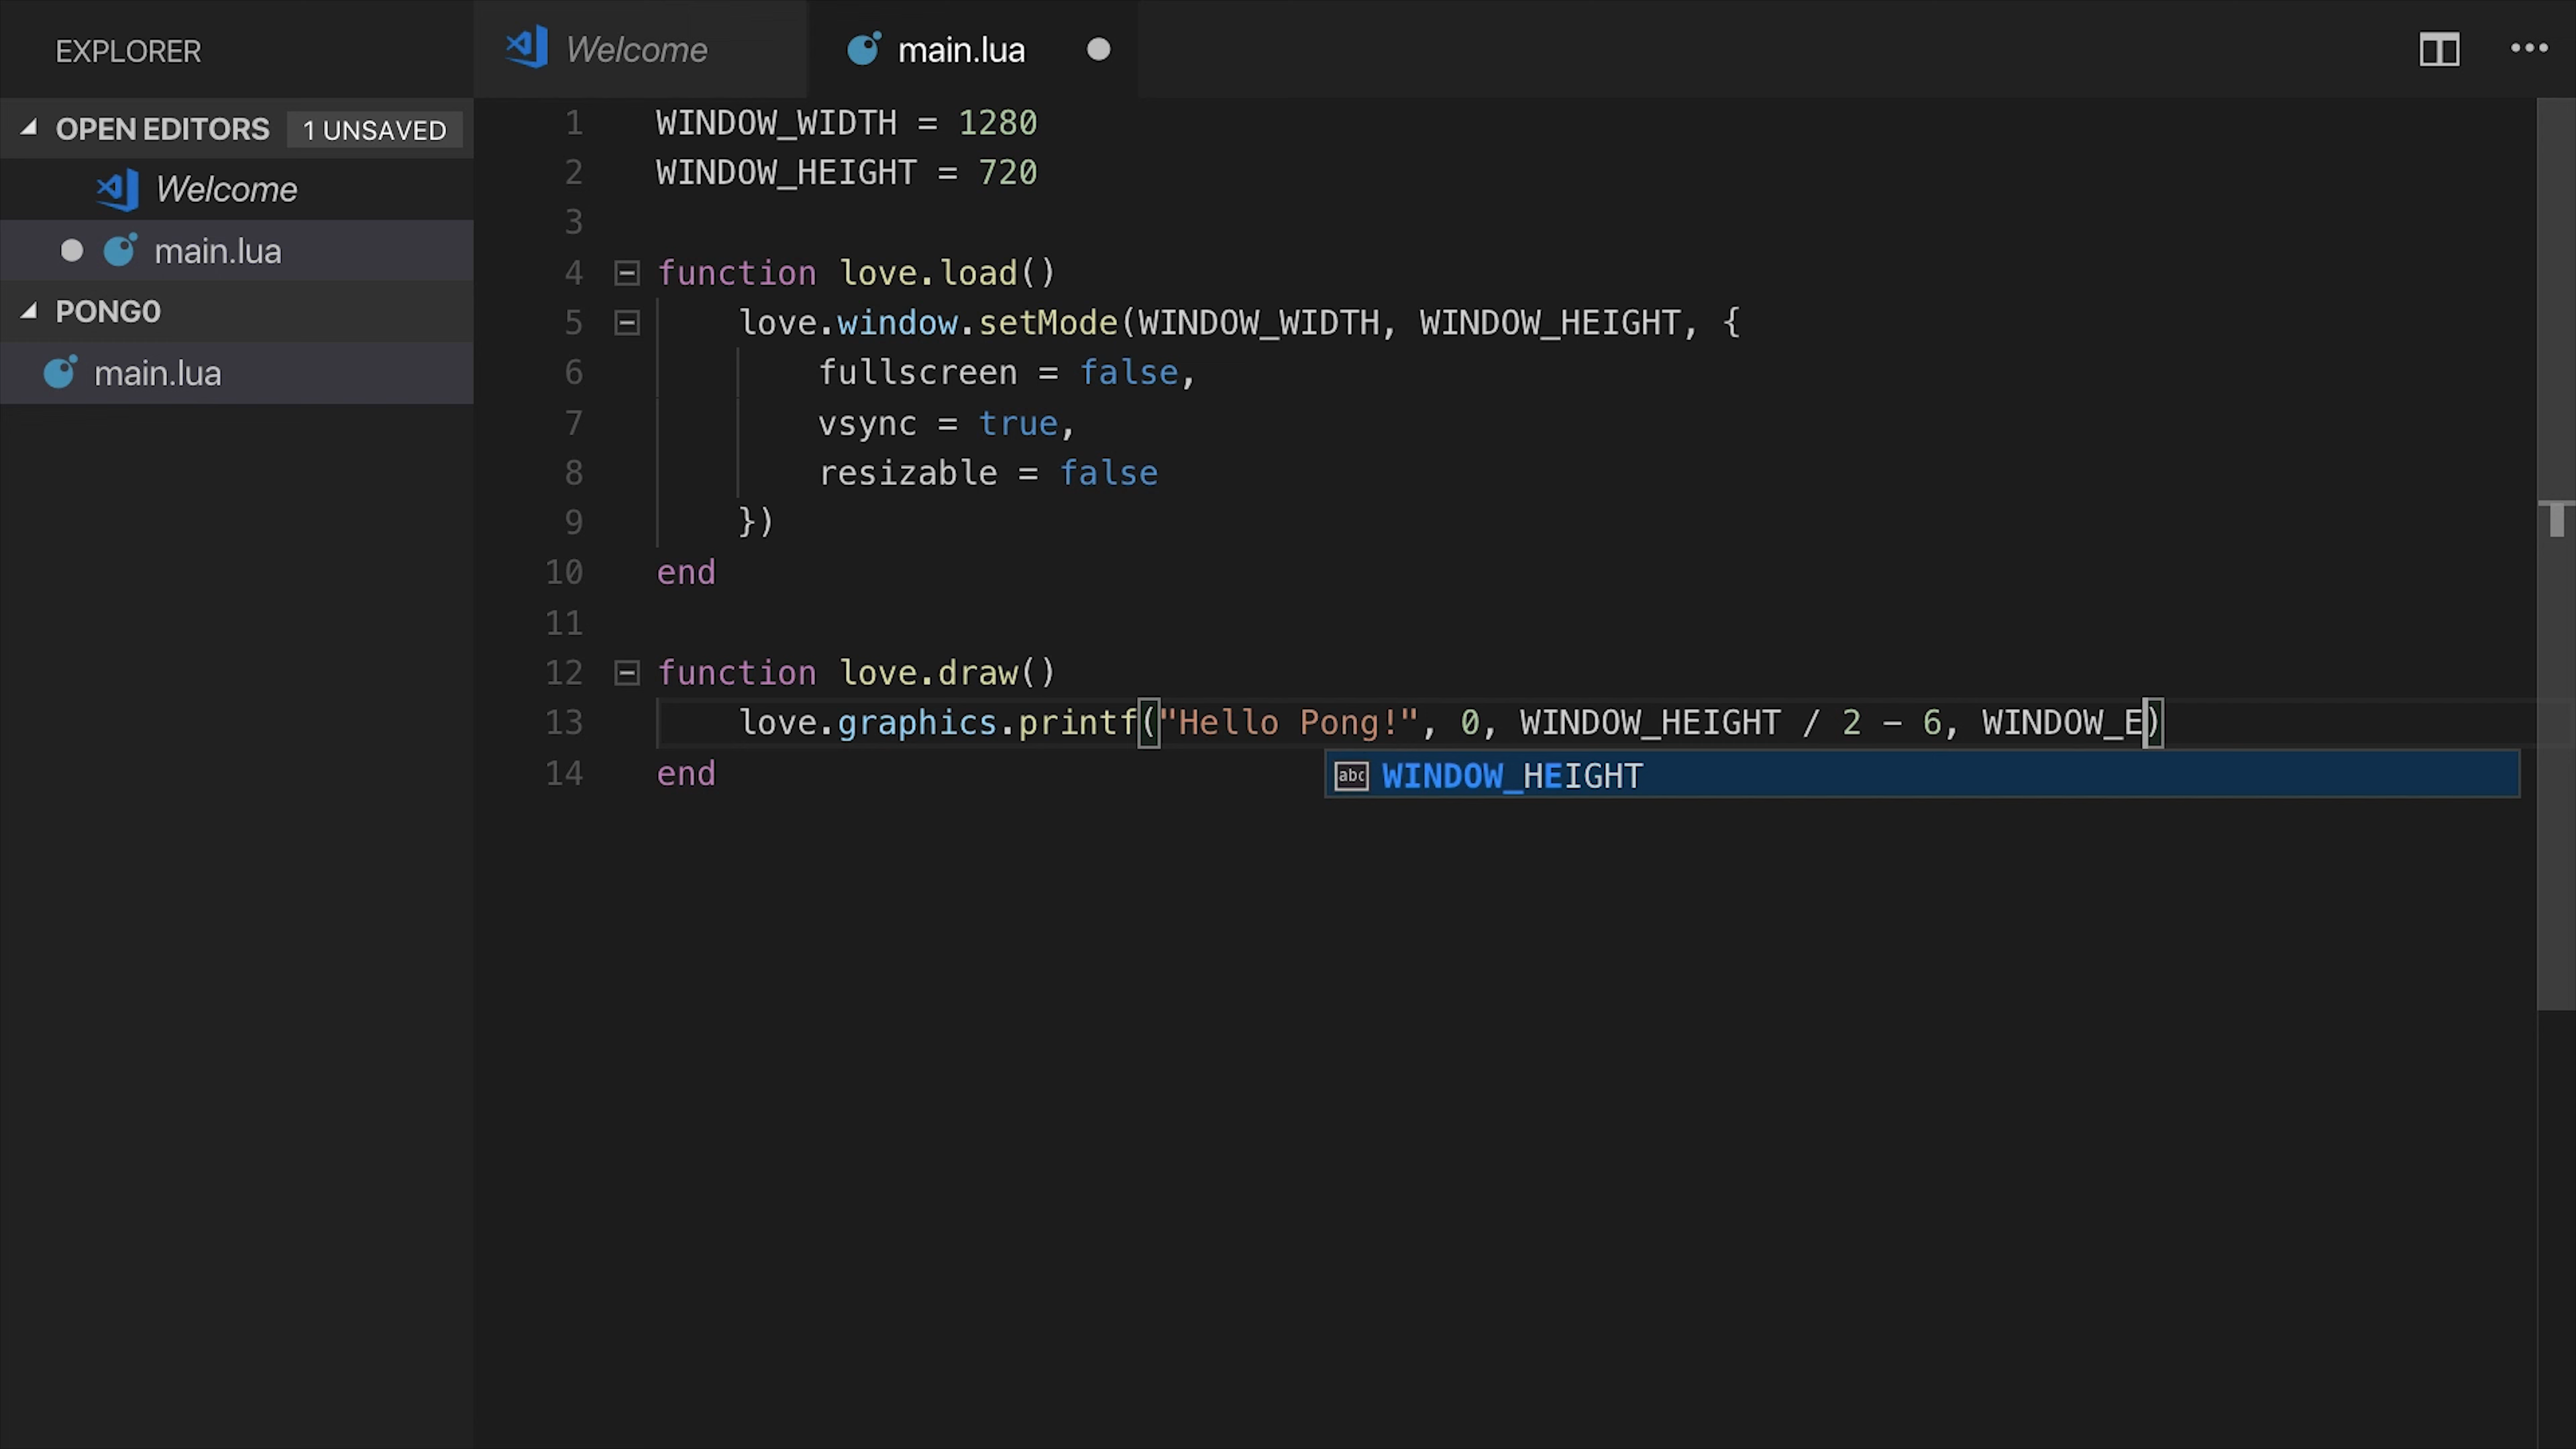 EXPLORER
OPEN EDITORS 1 UNSAVED
Welcome
main.lua
PONG0
main.lua
Welcome
main.lua
1 WINDOW_WIDTH = 1280
2 WINDOW_HEIGHT = 720
3
4 function love.load()
5 love.window.setMode(WINDOW_WIDTH, WINDOW_HEIGHT, {
6 fullscreen = false,
7 vsync = true,
8 resizable = false
9 })
10 end
11
12 function love.draw()
13 love.graphics.printf("Hello Pong!", 0, WINDOW_HEIGHT / 2 - 6, WINDOW_E)
abc WINDOW_HEIGHT
14 end